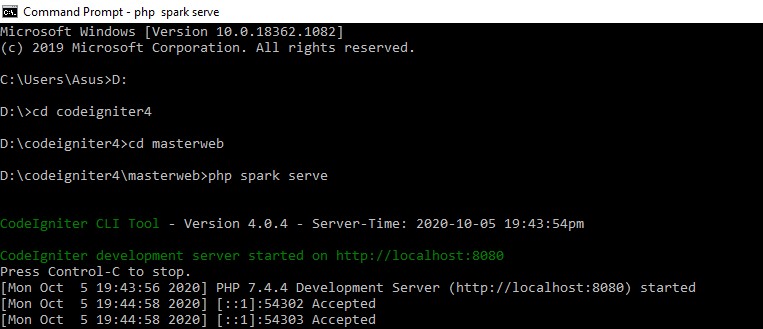 Command Prompt - php  spark serve
Microsoft Windows [Version 10.0.18362.1082]
(c) 2019 Microsoft Corporation. All rights reserved.
C:\Users\Asus>D:
D:\>cd codeigniter4
D:\codeigniter4>cd masterweb
D:\codeigniter4\masterweb>php spark serve
CodeIgniter CLI Tool - Version 4.0.4 - Server-Time: 2020-10-05 19:43:54pm
CodeIgniter development server started on http://localhost:8080
Press Control-C to stop.
[Mon Oct  5 19:43:56 2020] PHP 7.4.4 Development Server (http://localhost:8080) started
[Mon Oct  5 19:44:58 2020] [::1]:54302 Accepted
[Mon Oct  5 19:44:58 2020] [::1]:54303 Accepted